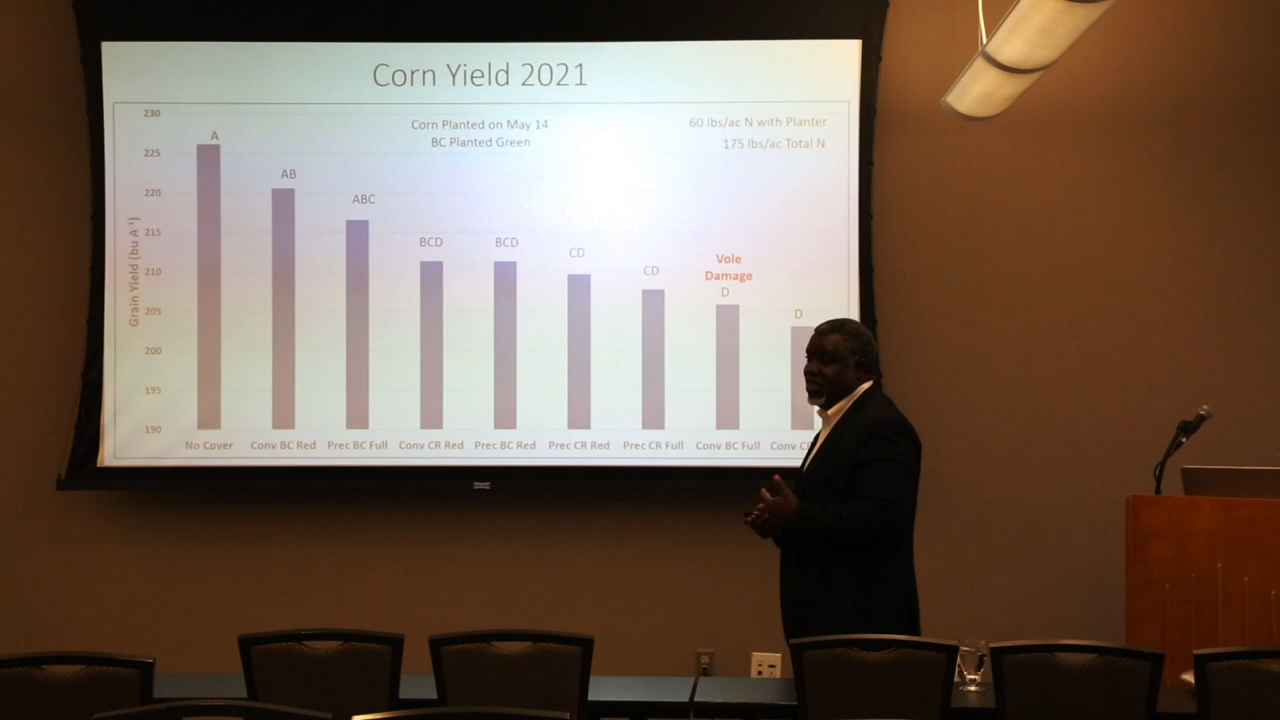 Corn Yield 2021
230
225
220
215
210
205
200
195
190
Grain Yield (bu A⁻¹)
Corn Planted on May 14
BC Planted Green
60 lbs/ac N with Planter
175 lbs/ac Total N
A
AB
ABC
BCD
BCD
CD
CD
Vole
Damage
D
D
No Cover
Conv BC Red
Prec BC Full
Conv CR Red
Prec BC Red
Prec CR Red
Prec CR Full
Conv BC Full
Conv